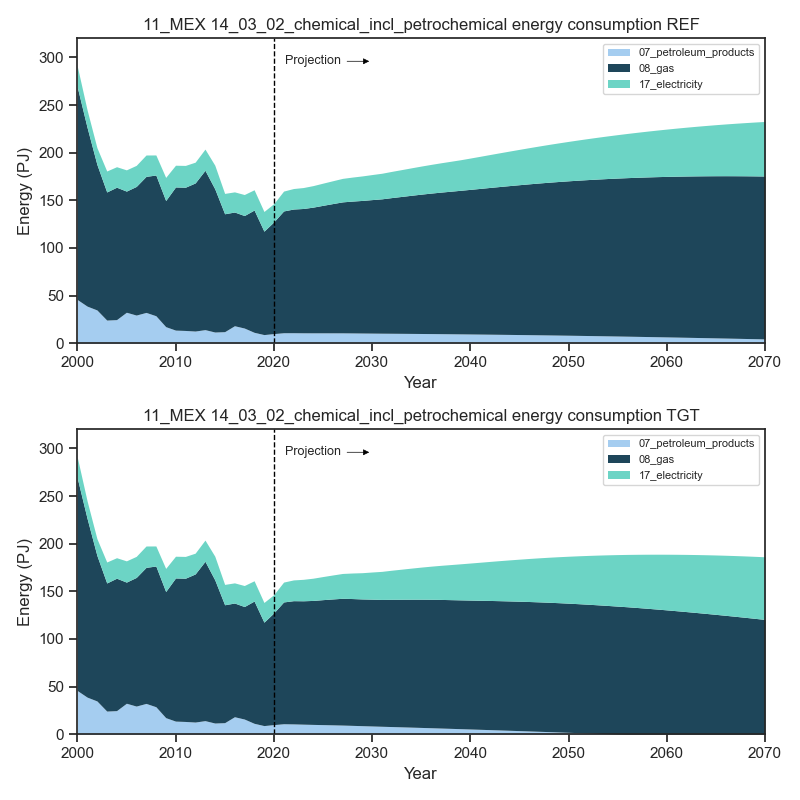 11_MEX 14_03_02_chemical_incl_petrochemical energy consumption REF
300
250
200
150
100
50
0
Energy (PJ)
Projection
07_petroleum_products
08_gas
17_electricity
2000 2010 2020 2030 2040 2050 2060 2070
Year
11_MEX 14_03_02_chemical_incl_petrochemical energy consumption TGT
300
250
200
150
100
50
0
Energy (PJ)
Projection
07_petroleum_products
08_gas
17_electricity
2000 2010 2020 2030 2040 2050 2060 2070
Year